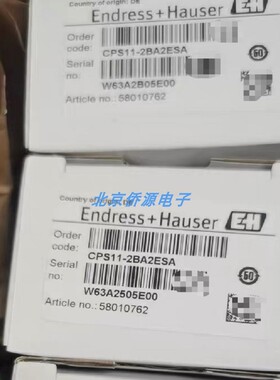 Country of origin: DE
Endress+Hauser
EH
Order
code:
CPS11-2BA2ESA
Serial
no.:
W63A2B05E00
Article no.: 58010762
北京侨源电子
Country of origin: DE
Endress+Hauser
EH
Order
code:
CPS11-2BA2ESA
Serial
no.:
W63A2505E00
Article no.: 58010762